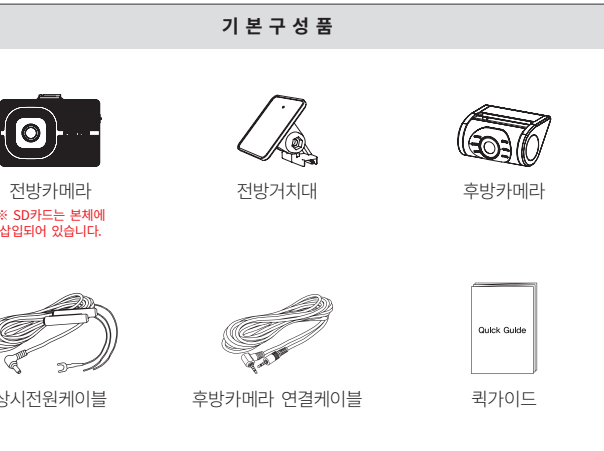 기본구성품
전방카메라
전방거치대
후방카메라
※ SD카드는 본체에
삽입되어 있습니다.
Quick Guide
상시전원케이블
후방카메라 연결케이블
퀵가이드